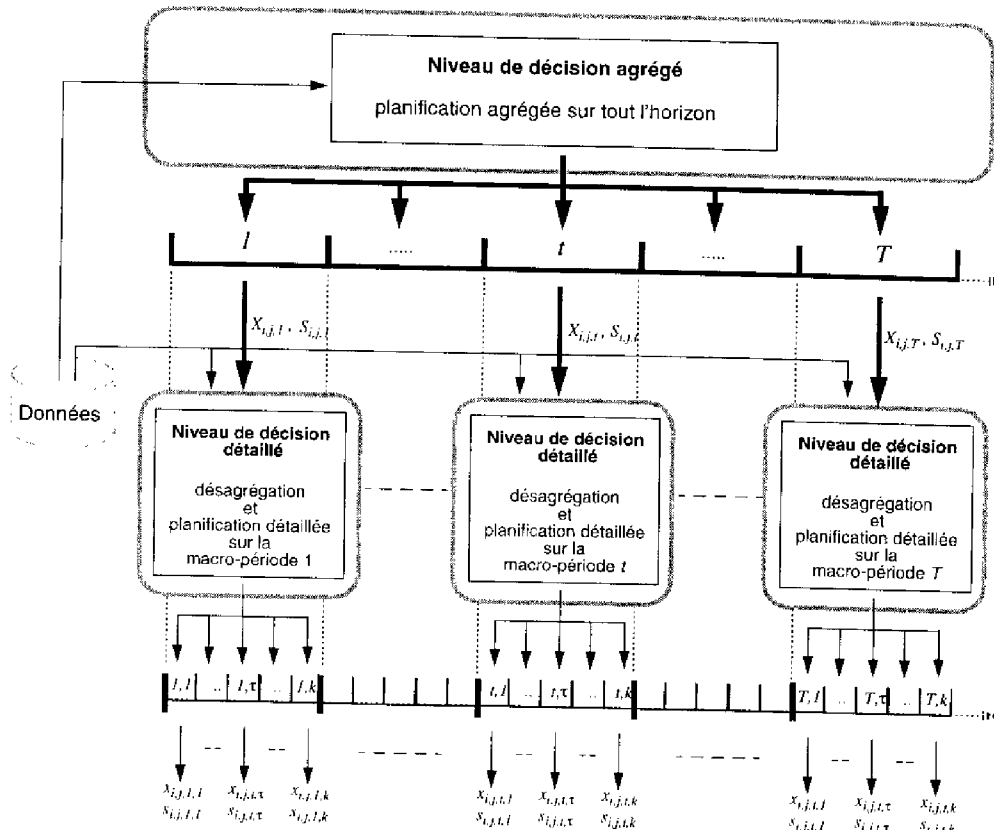 Niveau de décision agrégé
planification agrégée sur tout l'horizon
1 ..... t ..... T
X_{i,j,1} , S_{i,j,1} X_{i,j,t} , S_{i,j,t} X_{i,j,T} , S_{i,j,T}
Données
Niveau de décision
détaillé
désagrégation
et
planification détaillée
sur la
macro-période 1
Niveau de décision
détaillé
désagrégation
et
planification détaillée
sur la
macro-période t
Niveau de décision
détaillé
désagrégation
et
planification détaillée
sur la
macro-période T
1,1 .. 1,τ .. 1,k t,1 .. t,τ .. t,k T,1 .. T,τ .. T,k
x_{i,j,1,1} x_{i,j,t,τ} x_{i,j,1,k} x_{i,j,t,1} x_{i,j,t,τ} x_{i,j,t,k} x_{i,j,t,1} x_{i,j,t,τ} x_{i,j,t,k}
s_{i,j,1,1} s_{i,j,t,τ} s_{i,j,1,k} s_{i,j,t,1} s_{i,j,t,τ} s_{i,j,t,k} s_{i,j,t,1} s_{i,j,t,τ} s_{i,j,t,k}